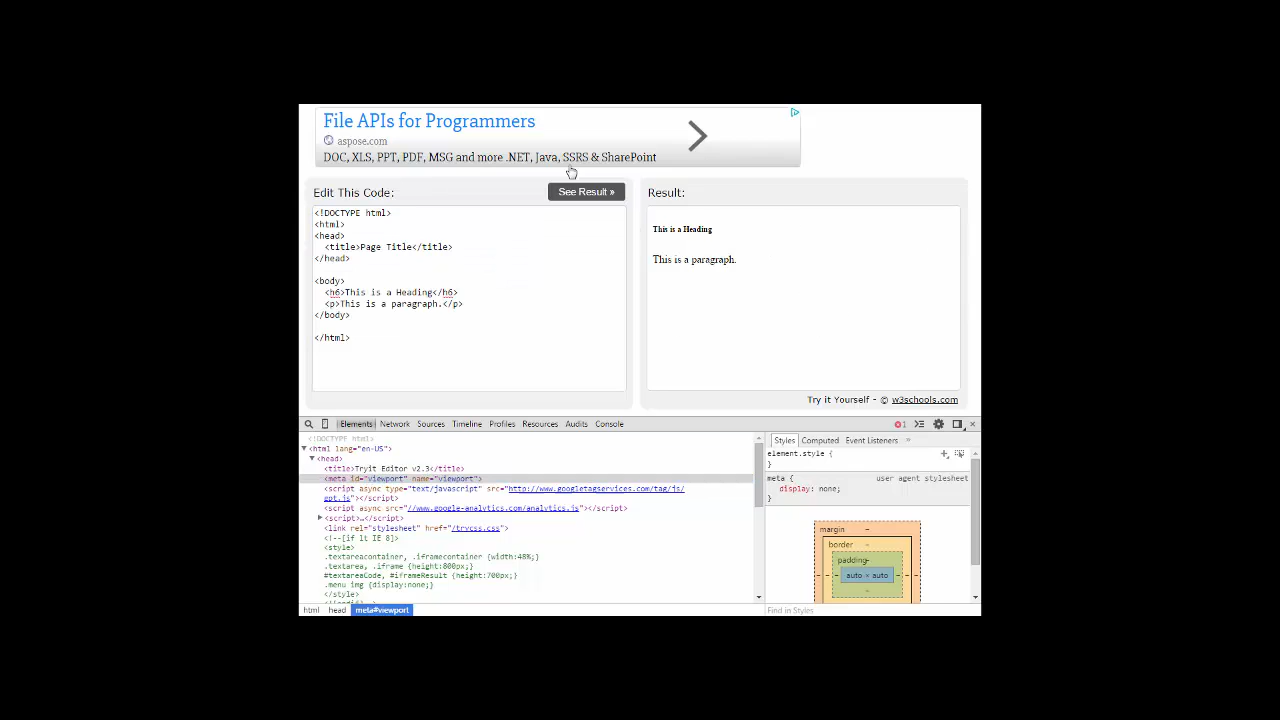 File APIs for Programmers
aspose.com
DOC, XLS, PPT, PDF, MSG and more .NET, Java, SSRS & SharePoint
Edit This Code:
See Result »
Result:
<!DOCTYPE html>
<html>
<head>
<title>Page Title</title>
</head>
<body>
<h6>This is a Heading</h6>
<p>This is a paragraph.</p>
</body>
</html>
This is a Heading
This is a paragraph.
Try it Yourself - © w3schools.com
Elements Network Sources Timeline Profiles Resources Audits Console
1
<!DOCTYPE html>
<html lang="en-US">
<head>
<title>Tryit Editor v2.3</title>
<meta id="viewport" name="viewport">
<script async type="text/javascript" src="http://www.googletagservices.com/tag/js/
gpt.js"></script>
<script async src="//www.google-analytics.com/analytics.js"></script>
<script>…</script>
<link rel="stylesheet" href="/trycss.css">
<!--[if lt IE 8]>
<style>
.textareacontainer, .iframecontainer {width:48%;}
.textarea, .iframe {height:800px;}
#textareaCode, #iframeResult {height:700px;}
.menu img {display:none;}
</style>
html head meta#viewport
Styles Computed Event Listeners »
element.style {
}
meta { user agent stylesheet
display: none;
}
margin -
border -
padding-
- - - auto × auto - - -
-
Find in Styles